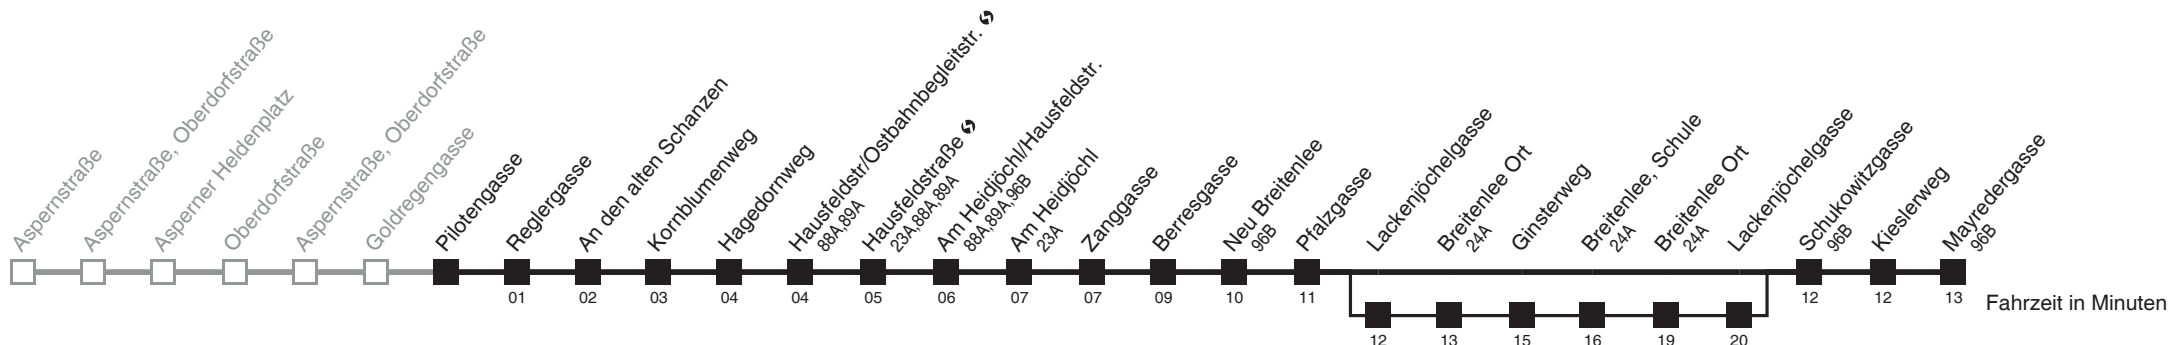 Aspernstraße
Aspernstraße, Oberdorfstraße
Asperner Heldenplatz
Oberdorfstraße
Aspernstraße, Oberdorfstraße
Goldregengasse
Pilotengasse
Reglergasse
An den alten Schanzen
Kornblumenweg
Hagedornweg
Hausfeldstr/Ostbahnbegleitstr.
88A,89A
Hausfeldstraße
23A,88A,89A
Am Heidjöchl/Hausfeldstr.
88A,89A,96B
Am Heidjöchl
23A
Zanggasse
Berresgasse
Neu Breitenlee
96B
Pfalzgasse
Lackenjöchelgasse
Breitenlee Ort
24A
Ginsterweg
Breitenlee, Schule
24A
Breitenlee Ort
24A
Lackenjöchelgasse
Schukowitzgasse
96B
Kieslerweg
Mayredergasse
96B
01 02 03 04 04 05 06 07 07 09 10 11 12 12 13
Fahrzeit in Minuten
12 13 15 16 19 20